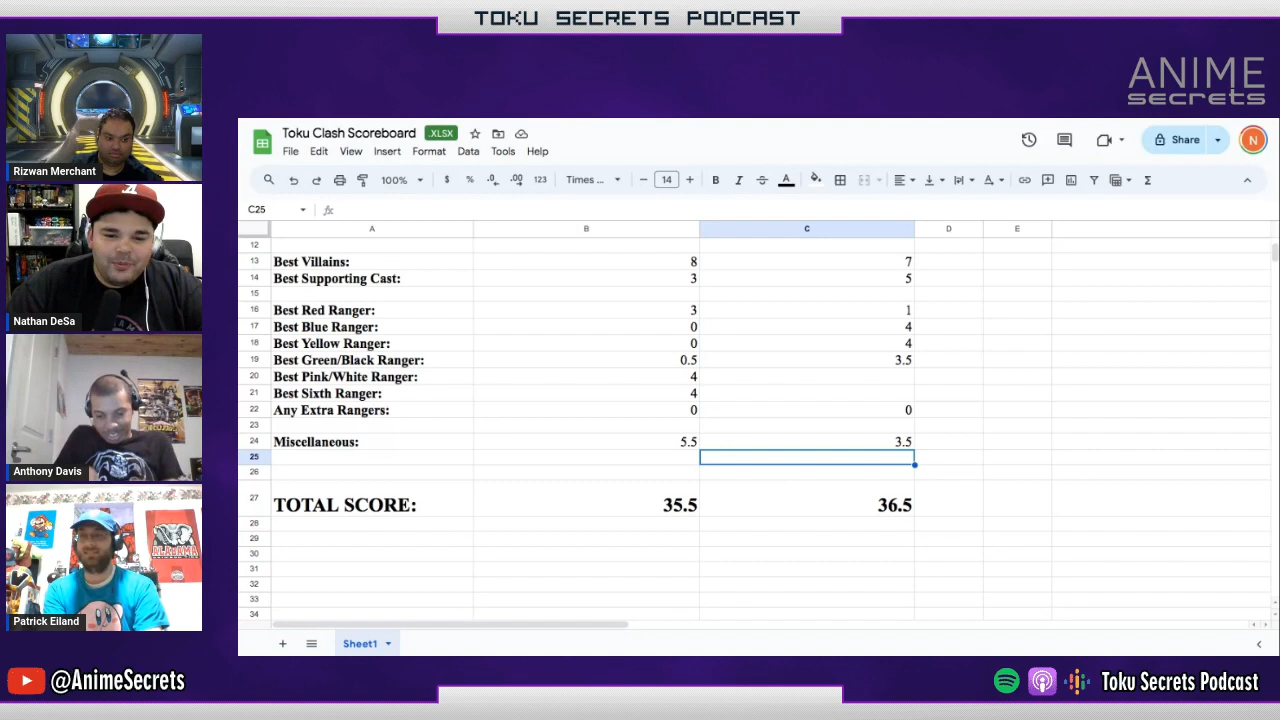 TOKU SECRETS PODCAST
ANIME
secrets
Rizwan Merchant
Nathan DeSa
Anthony Davis
ALABAMA
Patrick Eiland
Toku Clash Scoreboard .XLSX
File Edit View Insert Format Data Tools Help
Share N
100% $ % .0 .00 123 Times ... 14 B I A
C25 fx
A B C D E
12
13 Best Villains: 8 7
14 Best Supporting Cast: 3 5
15
16 Best Red Ranger: 3 1
17 Best Blue Ranger: 0 4
18 Best Yellow Ranger: 0 4
19 Best Green/Black Ranger: 0.5 3.5
20 Best Pink/White Ranger: 4
21 Best Sixth Ranger: 4
22 Any Extra Rangers: 0 0
23
24 Miscellaneous: 5.5 3.5
25
26
27 TOTAL SCORE: 35.5 36.5
28
29
30
31
32
33
34
Sheet1
@AnimeSecrets
Toku Secrets Podcast